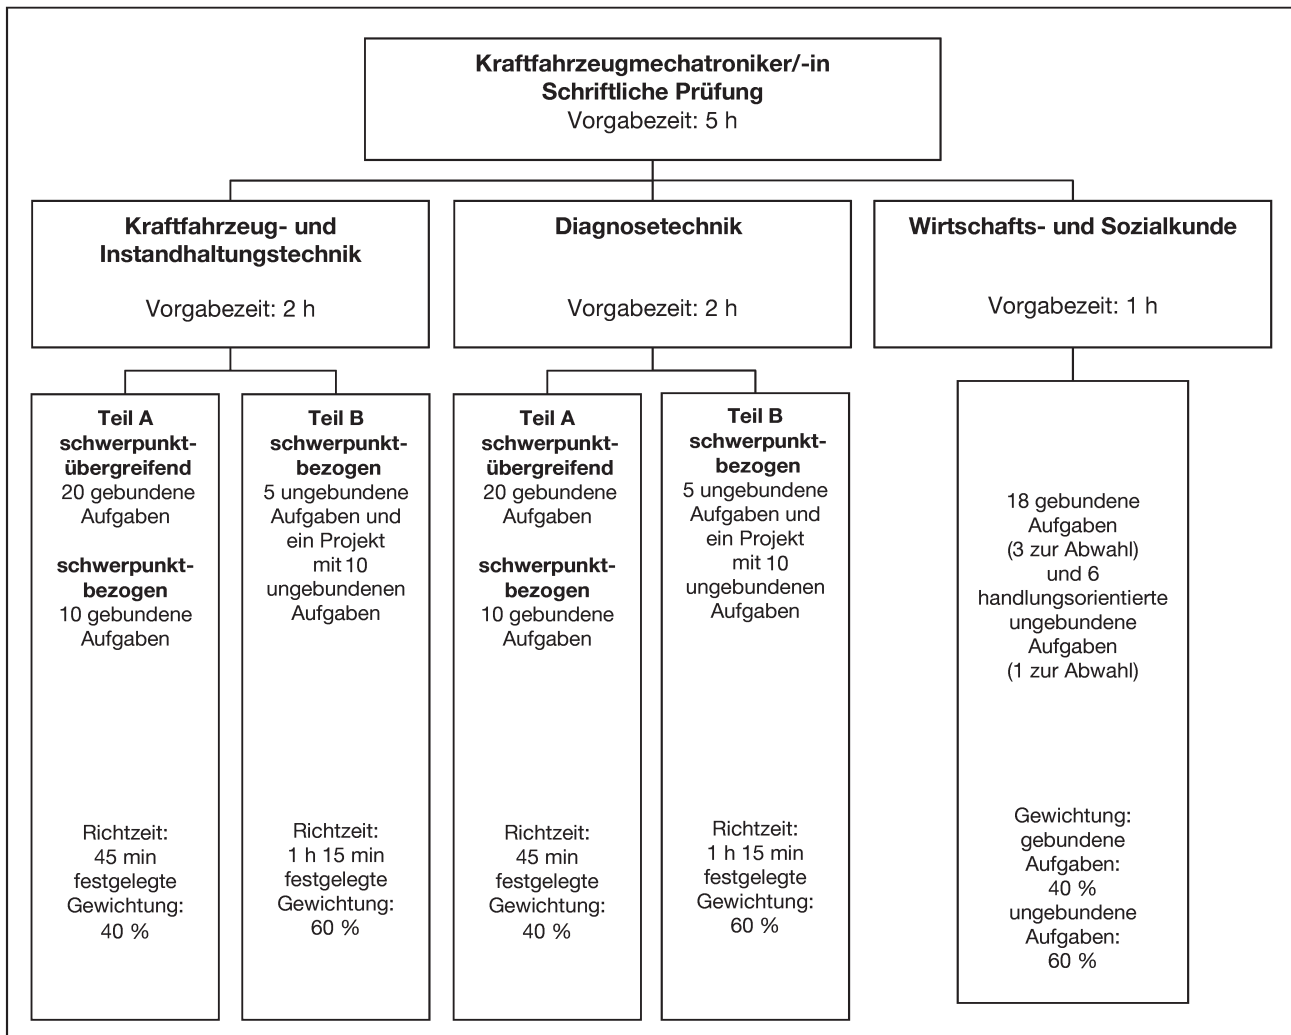 Kraftfahrzeugmechatroniker/-in
Schriftliche Prüfung
Vorgabezeit: 5 h
Kraftfahrzeug- und
Instandhaltungstechnik
Vorgabezeit: 2 h
Diagnosetechnik
Vorgabezeit: 2 h
Wirtschafts- und Sozialkunde
Vorgabezeit: 1 h
Teil A
schwerpunkt-
übergreifend
20 gebundene
Aufgaben
schwerpunkt-
bezogen
10 gebundene
Aufgaben
Richtzeit:
45 min
festgelegte
Gewichtung:
40 %
Teil B
schwerpunkt-
bezogen
5 ungebundene
Aufgaben und
ein Projekt
mit 10
ungebundenen
Aufgaben
Richtzeit:
1 h 15 min
festgelegte
Gewichtung:
60 %
Teil A
schwerpunkt-
übergreifend
20 gebundene
Aufgaben
schwerpunkt-
bezogen
10 gebundene
Aufgaben
Richtzeit:
45 min
festgelegte
Gewichtung:
40 %
Teil B
schwerpunkt-
bezogen
5 ungebundene
Aufgaben und
ein Projekt
mit 10
ungebundenen
Aufgaben
Richtzeit:
1 h 15 min
festgelegte
Gewichtung:
60 %
18 gebundene
Aufgaben
(3 zur Abwahl)
und 6
handlungsorientierte
ungebundene
Aufgaben
(1 zur Abwahl)
Gewichtung:
gebundene
Aufgaben:
40 %
ungebundene
Aufgaben:
60 %